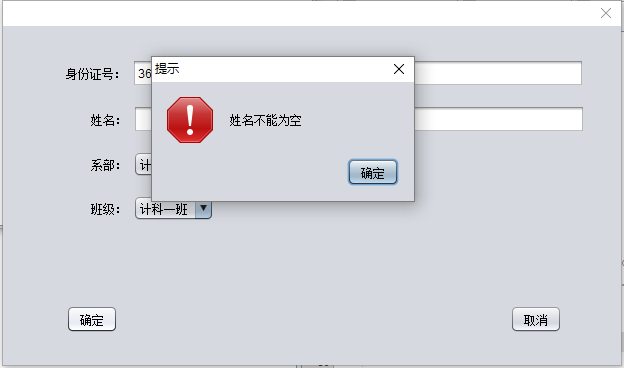 提示
身份证号： 36
姓名：
姓名不能为空
系部： 计
确定
班级： 计科一班
确定
取消